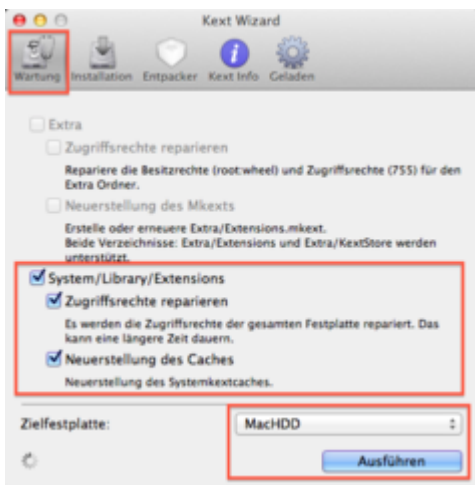 Kext Wizard
Wartung Installation Entpacker Kext Info Geladen
Extra
Zugriffsrechte reparieren
Repariere die Besitzrechte (root:wheel) und Zugriffsrechte (755) für den
Extra Ordner.
Neuerstellung des Mkexts
Erstelle oder erneuere Extra/Extensions.mkext.
Beide Verzeichnisse: Extra/Extensions und Extra/KextStore werden
unterstützt.
System/Library/Extensions
Zugriffsrechte reparieren
Es werden die Zugriffsrechte der gesamten Festplatte repariert. Das
kann eine längere Zeit dauern.
Neuerstellung des Caches
Neuerstellung des Systemkextcaches.
Zielfestplatte: MacHDD
Ausführen